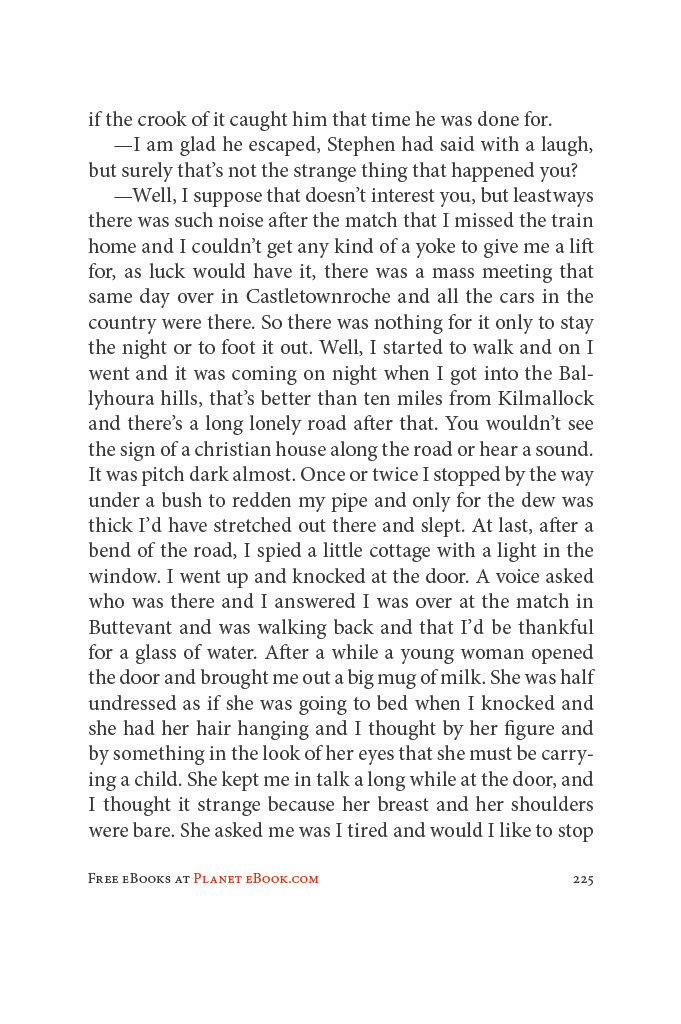 if the crook of it caught him that time he was done for.
—I am glad he escaped, Stephen had said with a laugh,
but surely that’s not the strange thing that happened you?
—Well, I suppose that doesn’t interest you, but leastways
there was such noise after the match that I missed the train
home and I couldn’t get any kind of a yoke to give me a lift
for, as luck would have it, there was a mass meeting that
same day over in Castletownroche and all the cars in the
country were there. So there was nothing for it only to stay
the night or to foot it out. Well, I started to walk and on I
went and it was coming on night when I got into the Bal-
lyhoura hills, that’s better than ten miles from Kilmallock
and there’s a long lonely road after that. You wouldn’t see
the sign of a christian house along the road or hear a sound.
It was pitch dark almost. Once or twice I stopped by the way
under a bush to redden my pipe and only for the dew was
thick I’d have stretched out there and slept. At last, after a
bend of the road, I spied a little cottage with a light in the
window. I went up and knocked at the door. A voice asked
who was there and I answered I was over at the match in
Buttevant and was walking back and that I’d be thankful
for a glass of water. After a while a young woman opened
the door and brought me out a big mug of milk. She was half
undressed as if she was going to bed when I knocked and
she had her hair hanging and I thought by her figure and
by something in the look of her eyes that she must be carry-
ing a child. She kept me in talk a long while at the door, and
I thought it strange because her breast and her shoulders
were bare. She asked me was I tired and would I like to stop
Free eBooks at Planet eBook.com 225